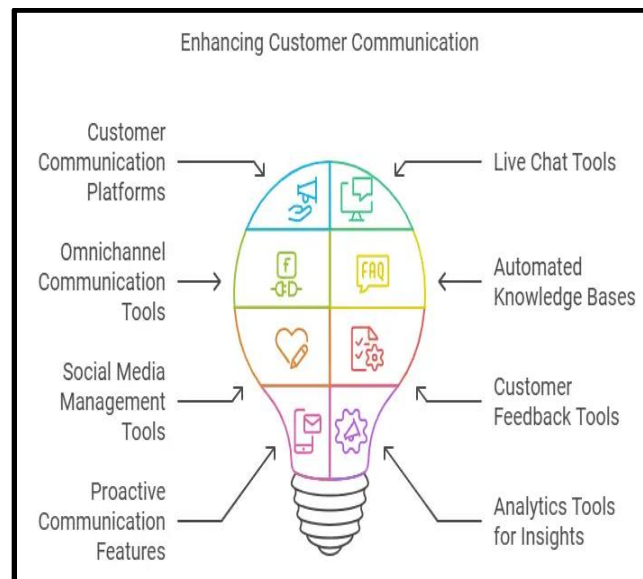 Enhancing Customer Communication
Customer
Communication
Platforms
Live Chat Tools
Omnichannel
Communication
Tools
f
FAQ
Automated
Knowledge Bases
Social Media
Management
Tools
Customer
Feedback Tools
Proactive
Communication
Features
Analytics Tools
for Insights